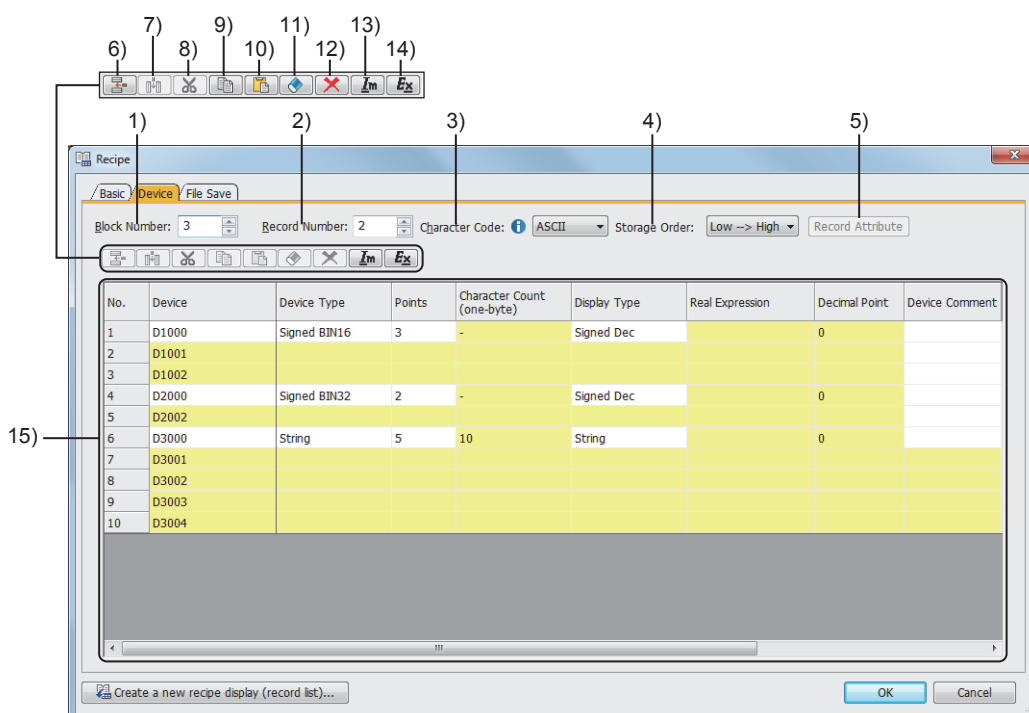 7) 9) 11) 13)
6) 8) 10) 12) 14)
Im Ex
1) 2) 3) 4) 5)
Recipe
Basic Device File Save
Block Number: 3 Record Number: 2 Character Code: ASCII Storage Order: Low --> High Record Attribute
Im Ex
No. Device Device Type Points Character Count (one-byte) Display Type Real Expression Decimal Point Device Comment
1 D1000 Signed BIN16 3 - Signed Dec 0
2 D1001
3 D1002
4 D2000 Signed BIN32 2 - Signed Dec 0
5 D2002
15)
6 D3000 String 5 10 String 0
7 D3001
8 D3002
9 D3003
10 D3004
Create a new recipe display (record list)... OK Cancel